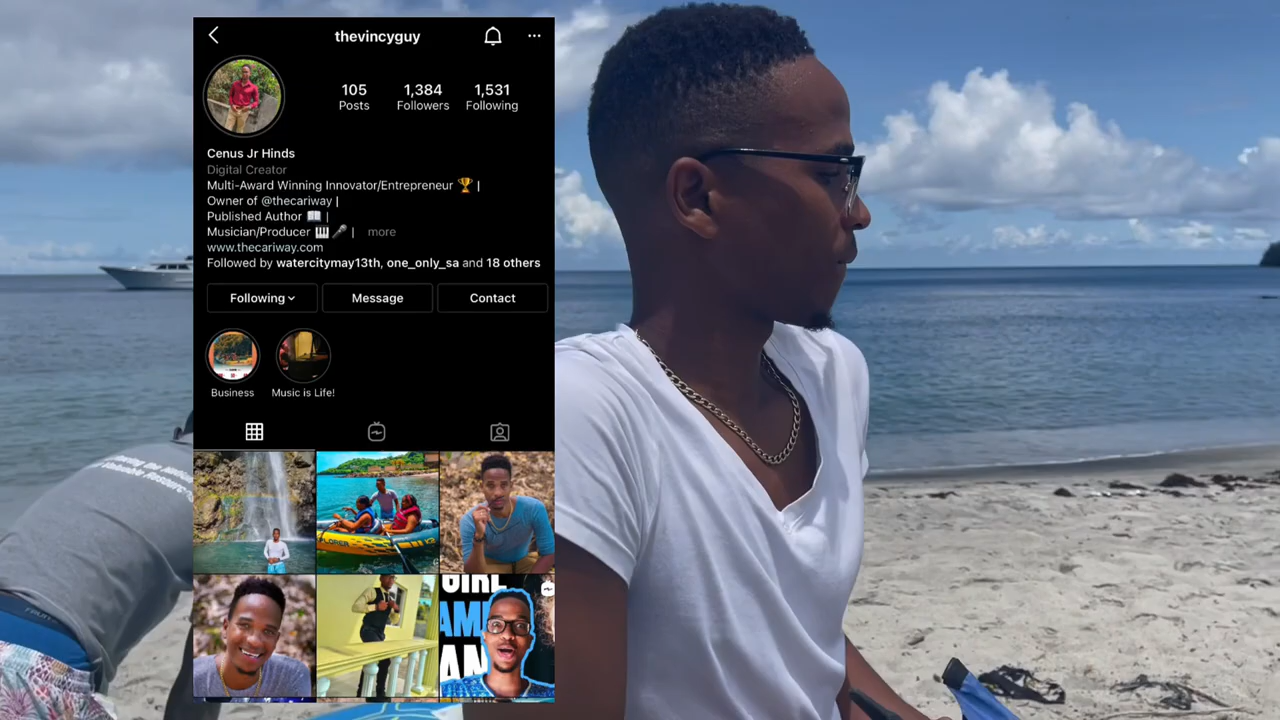 thevincyguy
105 1,384 1,531
Posts Followers Following
Cenus Jr Hinds
Digital Creator
Multi-Award Winning Innovator/Entrepreneur 🏆 |
Owner of @thecariway |
Published Author 📖 |
Musician/Producer 🎹🎤 | more
www.thecariway.com
Followed by watercitymay13th, one_only_sa and 18 others
Following Message Contact
Business Music is Life!